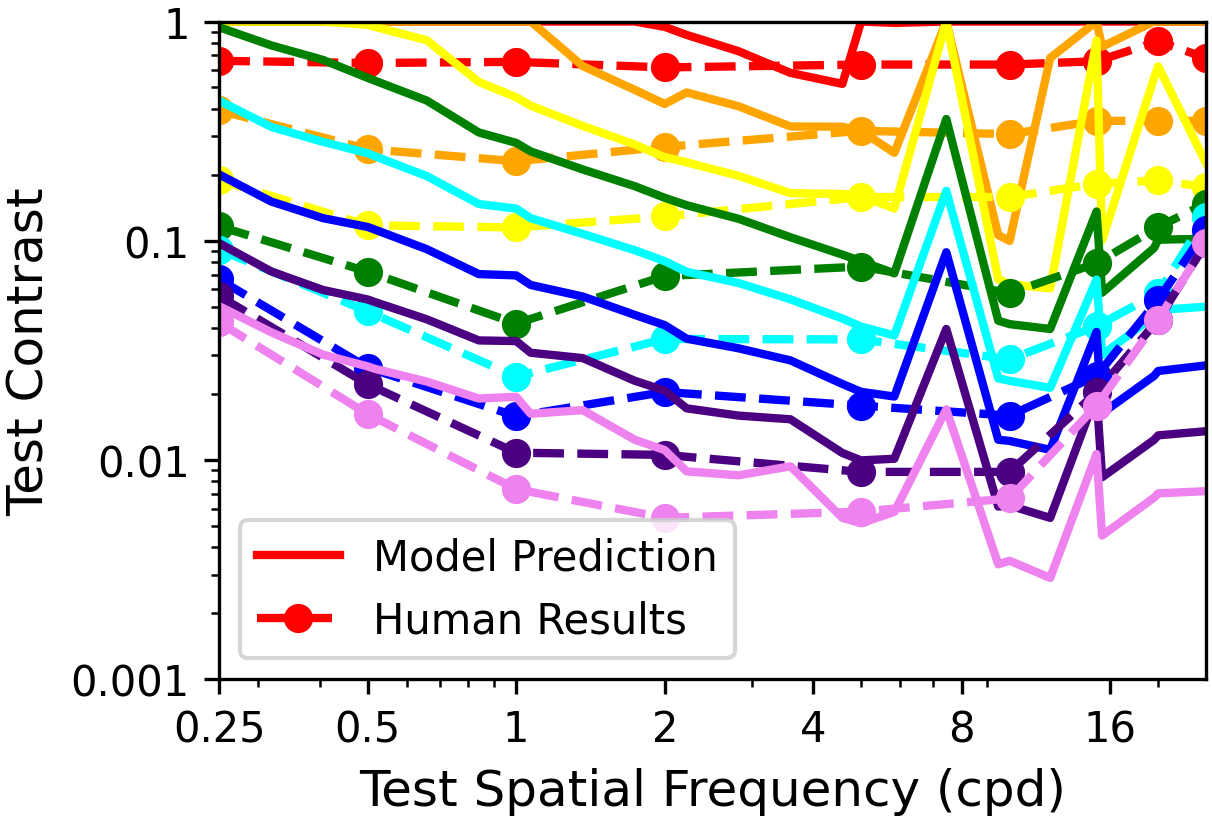 1
0.1
0.01
0.001
Test Contrast
Model Prediction
Human Results
0.25 0.5 1 2 4 8 16
Test Spatial Frequency (cpd)